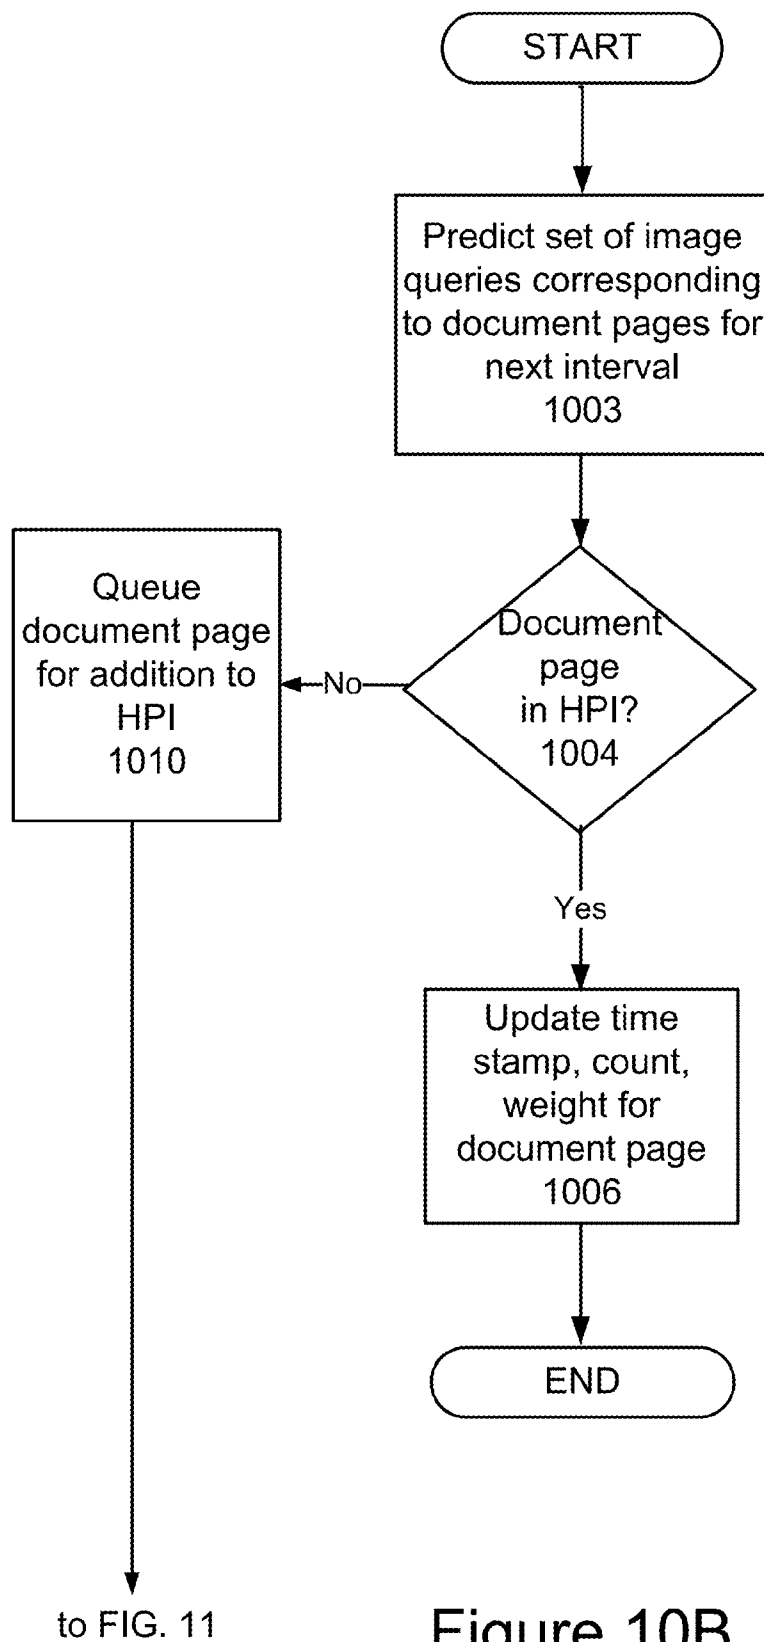 START
Predict set of image
queries corresponding
to document pages for
next interval
1003
Document
page
in HPI?
1004
No
Queue
document page
for addition to
HPI
1010
Yes
Update time
stamp, count,
weight for
document page
1006
END
to FIG. 11
Figure 10B